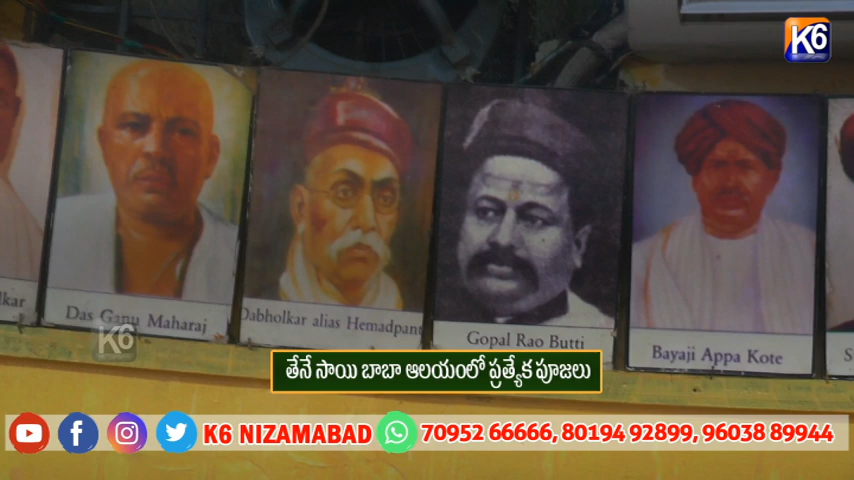 K6
lkar
Das Ganu Maharaj
Dabholkar alias Hemadpant
Gopal Rao Butti
Bayaji Appa Kote
S
K6
తేనే సాయి బాబా ఆలయంలో ప్రత్యేక పూజలు
K6 NIZAMABAD 70952 66666, 80194 92899, 96038 89944